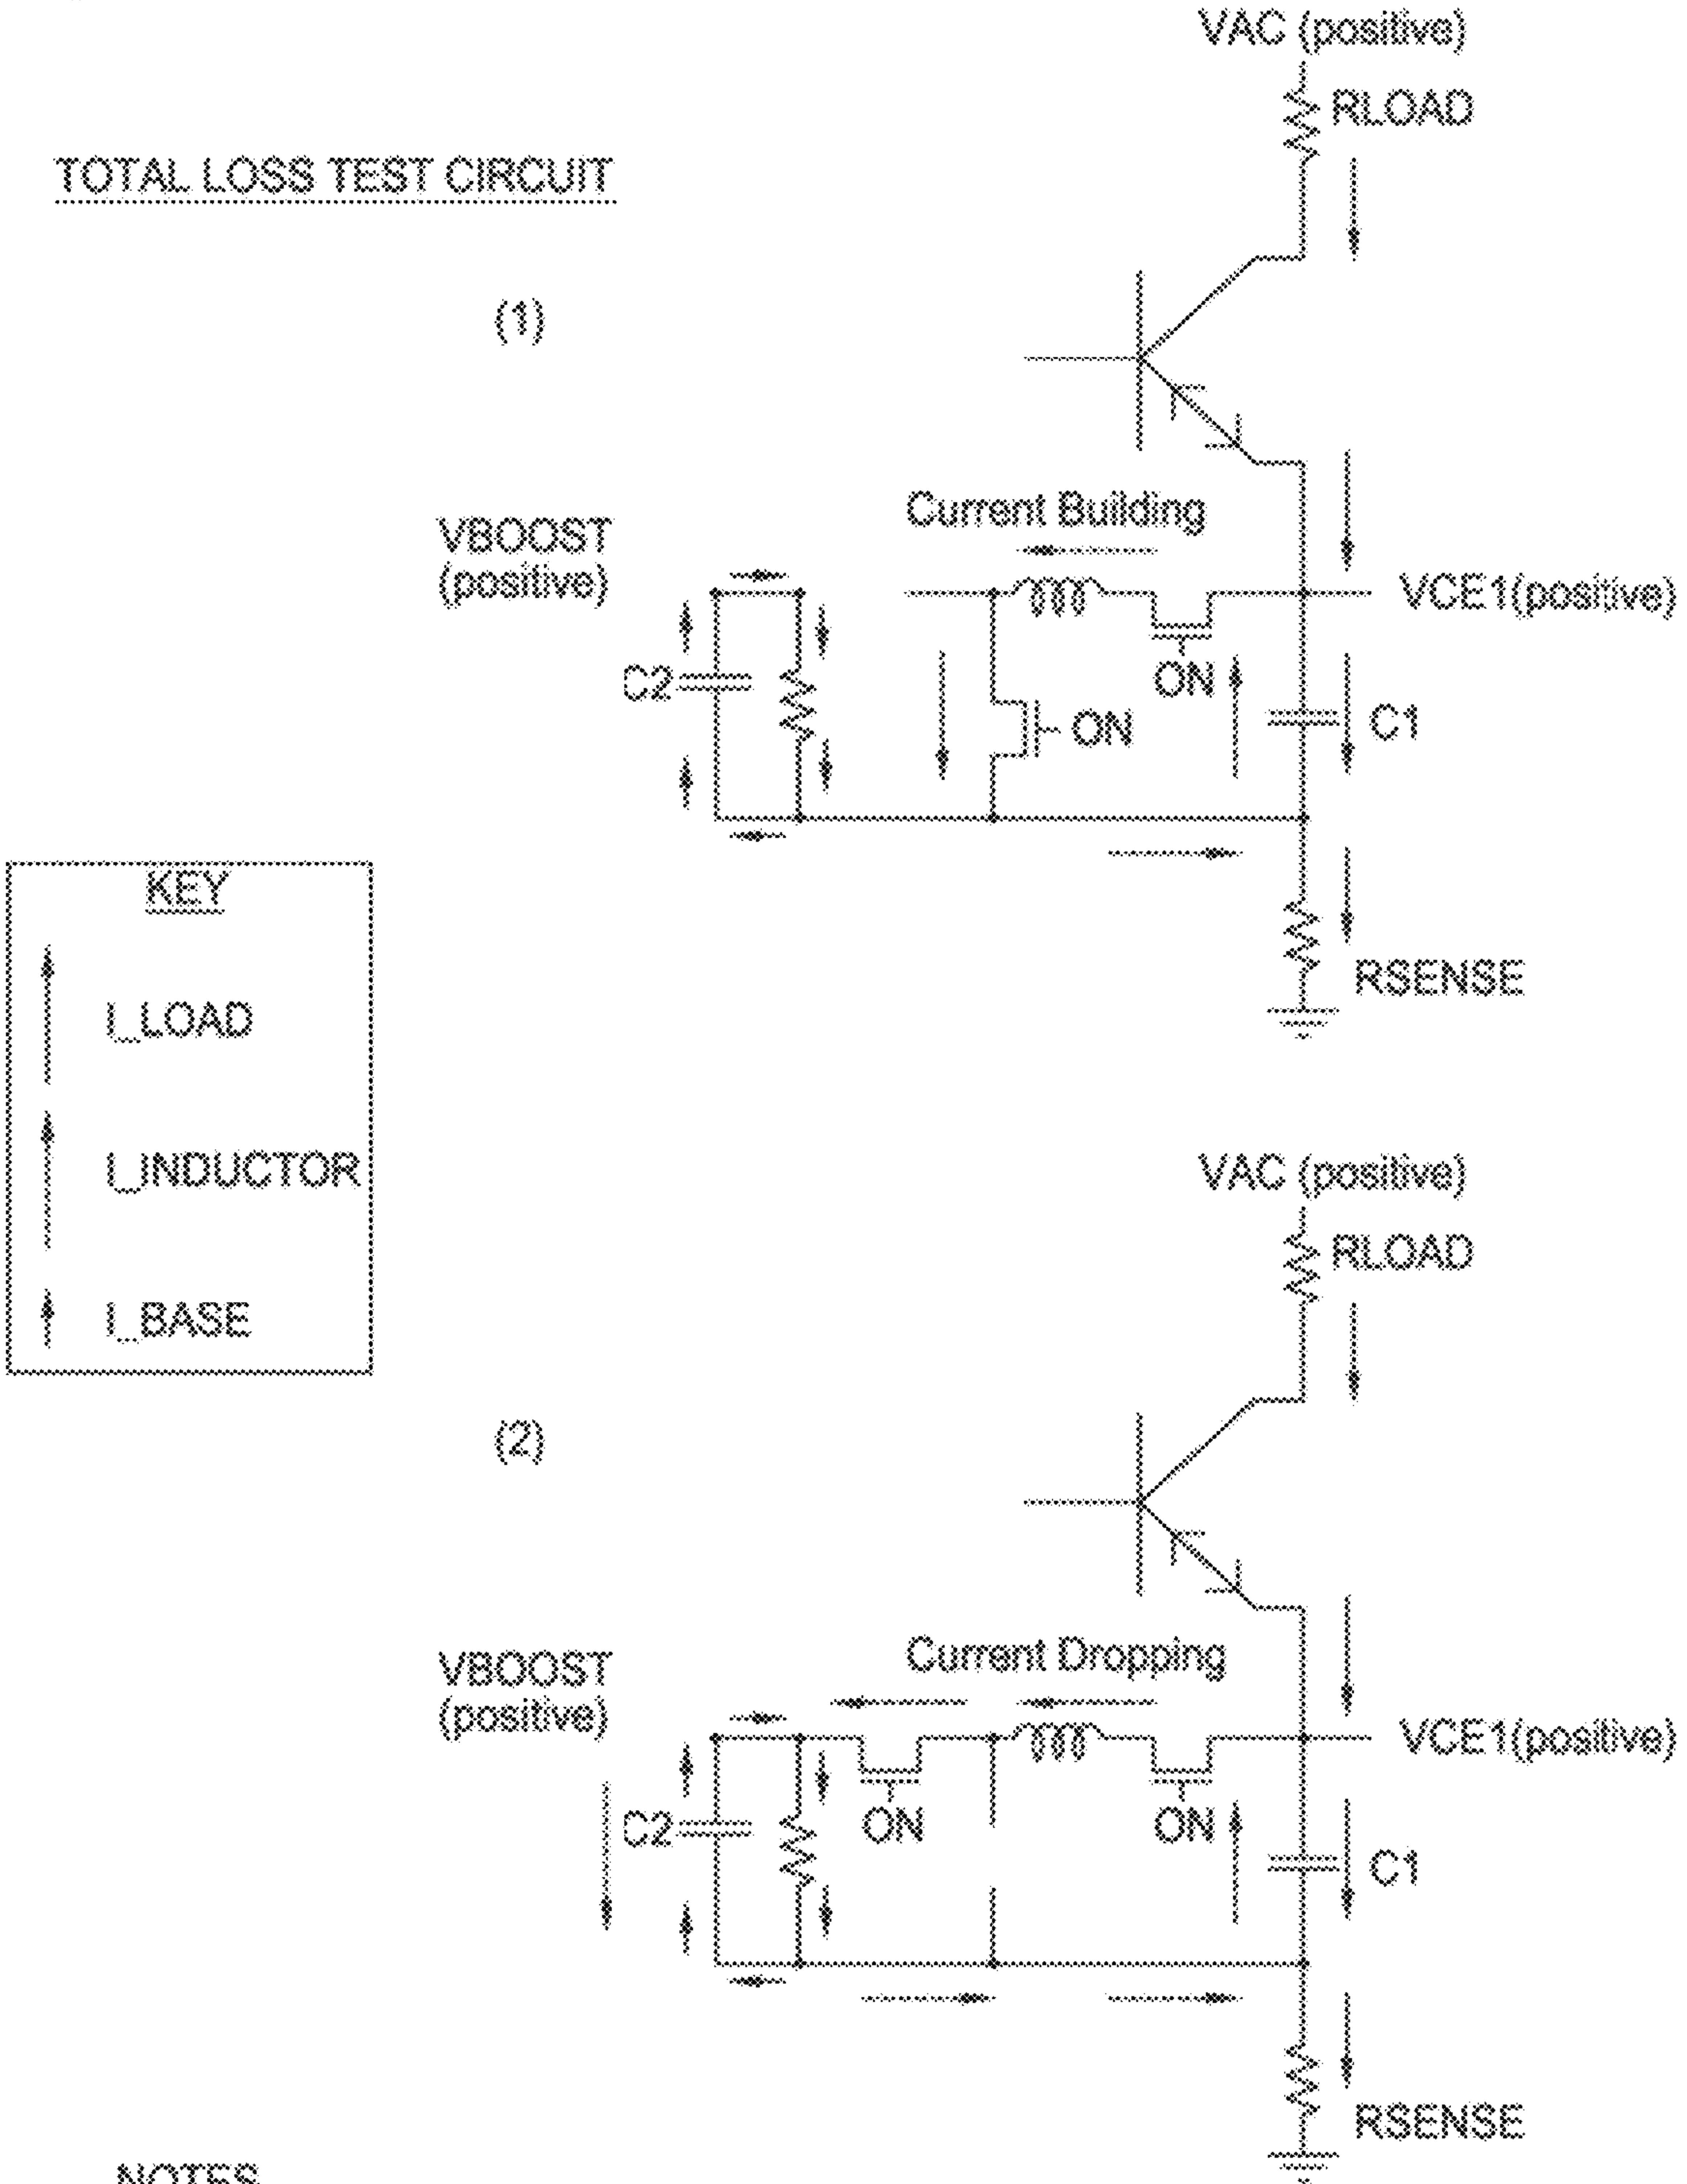 VAC (positive)
RLOAD
TOTAL LOSS TEST CIRCUIT
(1)
Current Building
VBOOST
(positive)
VCE1(positive)
C2
ON
ON
C1
RSENSE
KEY
I_LOAD
I_INDUCTOR
I_BASE
VAC (positive)
RLOAD
(2)
Current Dropping
VBOOST
(positive)
VCE1(positive)
C2
ON
ON
C1
RSENSE
NOTES